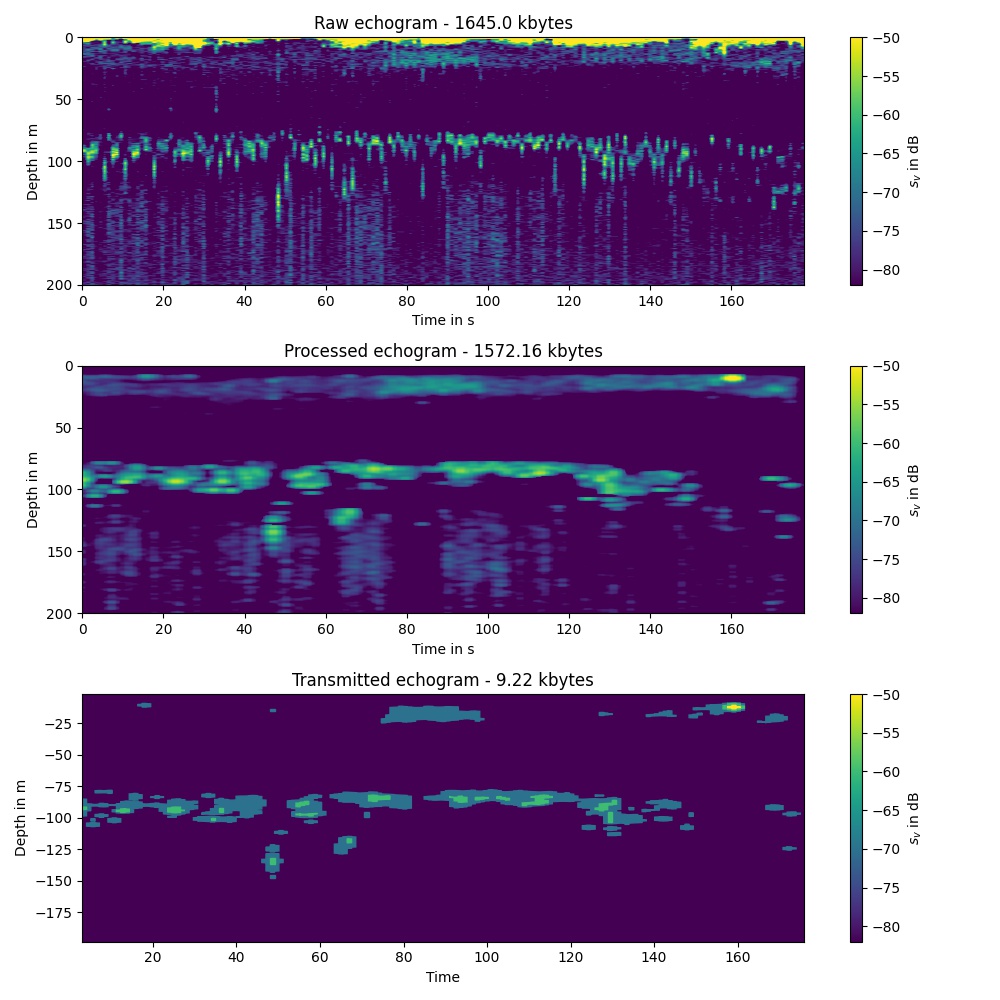 Raw echogram - 1645.0 kbytes
0
50
100
150
200
Depth in m
0 20 40 60 80 100 120 140 160
Time in s
−50
−55
−60
−65
−70
−75
−80
s_v in dB
Processed echogram - 1572.16 kbytes
0
50
100
150
200
Depth in m
0 20 40 60 80 100 120 140 160
Time in s
−50
−55
−60
−65
−70
−75
−80
s_v in dB
Transmitted echogram - 9.22 kbytes
−25
−50
−75
−100
−125
−150
−175
Depth in m
20 40 60 80 100 120 140 160
Time
−50
−55
−60
−65
−70
−75
−80
s_v in dB